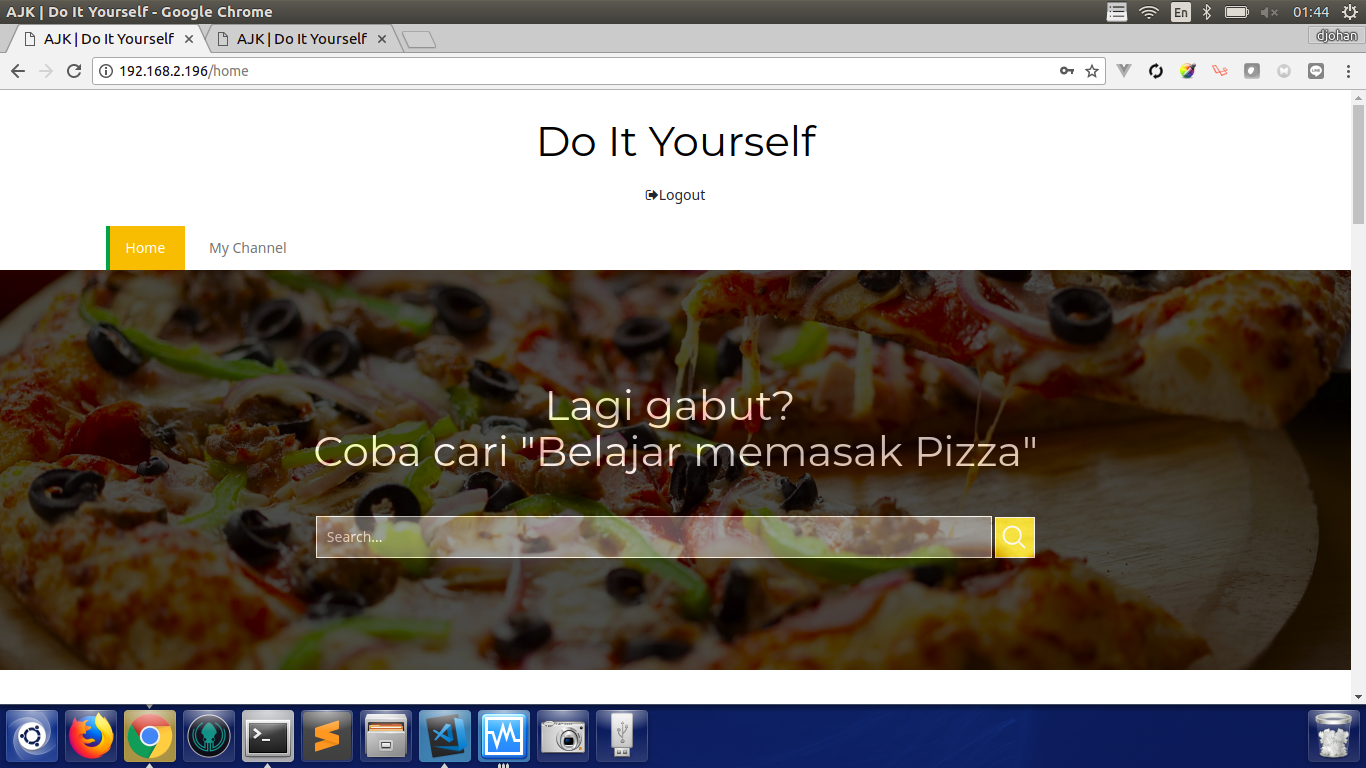 AJK | Do It Yourself - Google Chrome
En
01:44
AJK | Do It Yourself
AJK | Do It Yourself
djohan
192.168.2.196/home
Do It Yourself
Logout
Home
My Channel
Lagi gabut?
Coba cari "Belajar memasak Pizza"
Search...